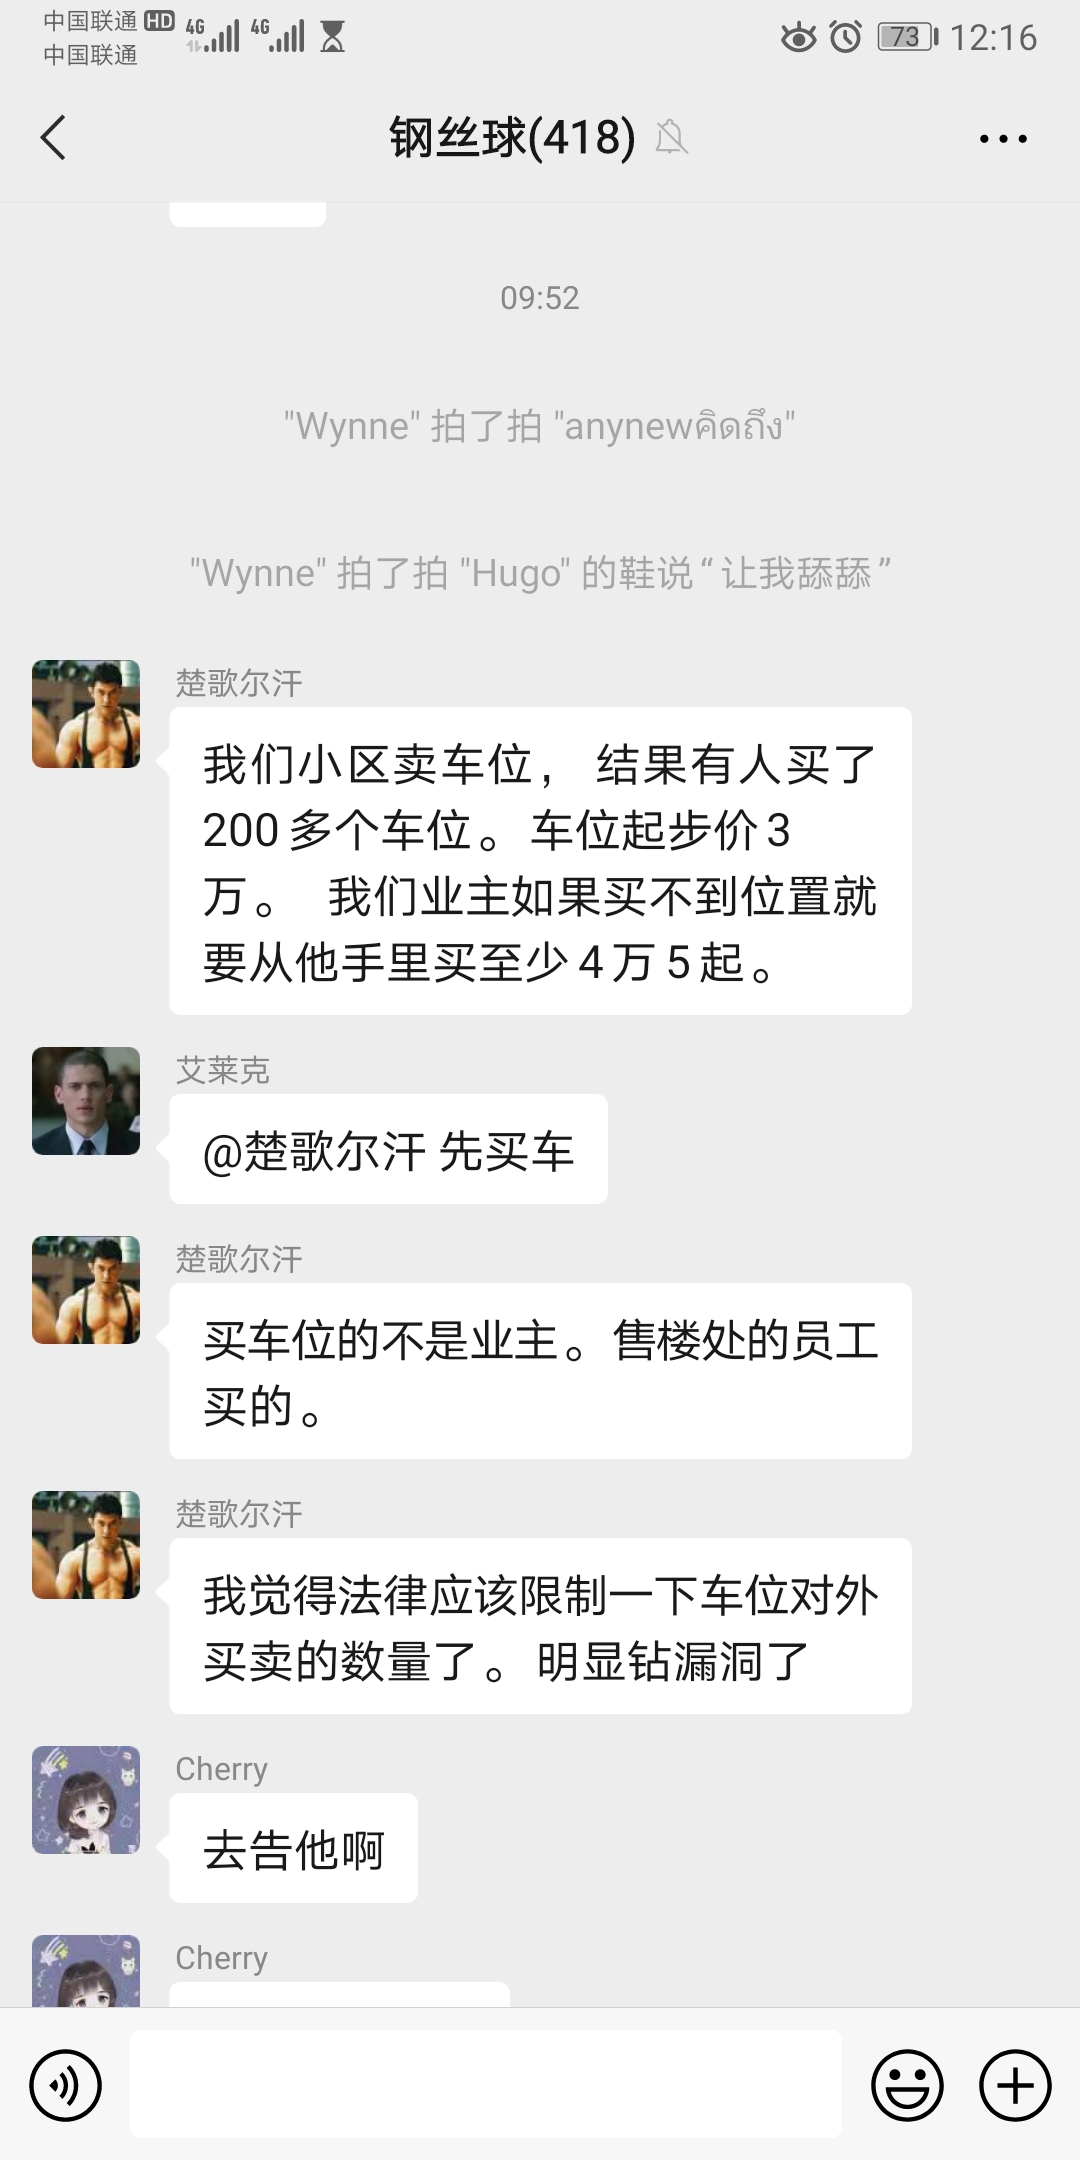 中国联通 HD 4G 4G 73 12:16
中国联通
钢丝球(418)
09:52
"Wynne" 拍了拍 "anynewคิดถึง"
"Wynne" 拍了拍 "Hugo" 的鞋说“让我舔舔”
楚歌尔汗
我们小区卖车位， 结果有人买了
200多个车位。车位起步价3
万。 我们业主如果买不到位置就
要从他手里买至少4万5起。
艾莱克
@楚歌尔汗 先买车
楚歌尔汗
买车位的不是业主。售楼处的员工
买的。
楚歌尔汗
我觉得法律应该限制一下车位对外
买卖的数量了。明显钻漏洞了
Cherry
去告他啊
Cherry